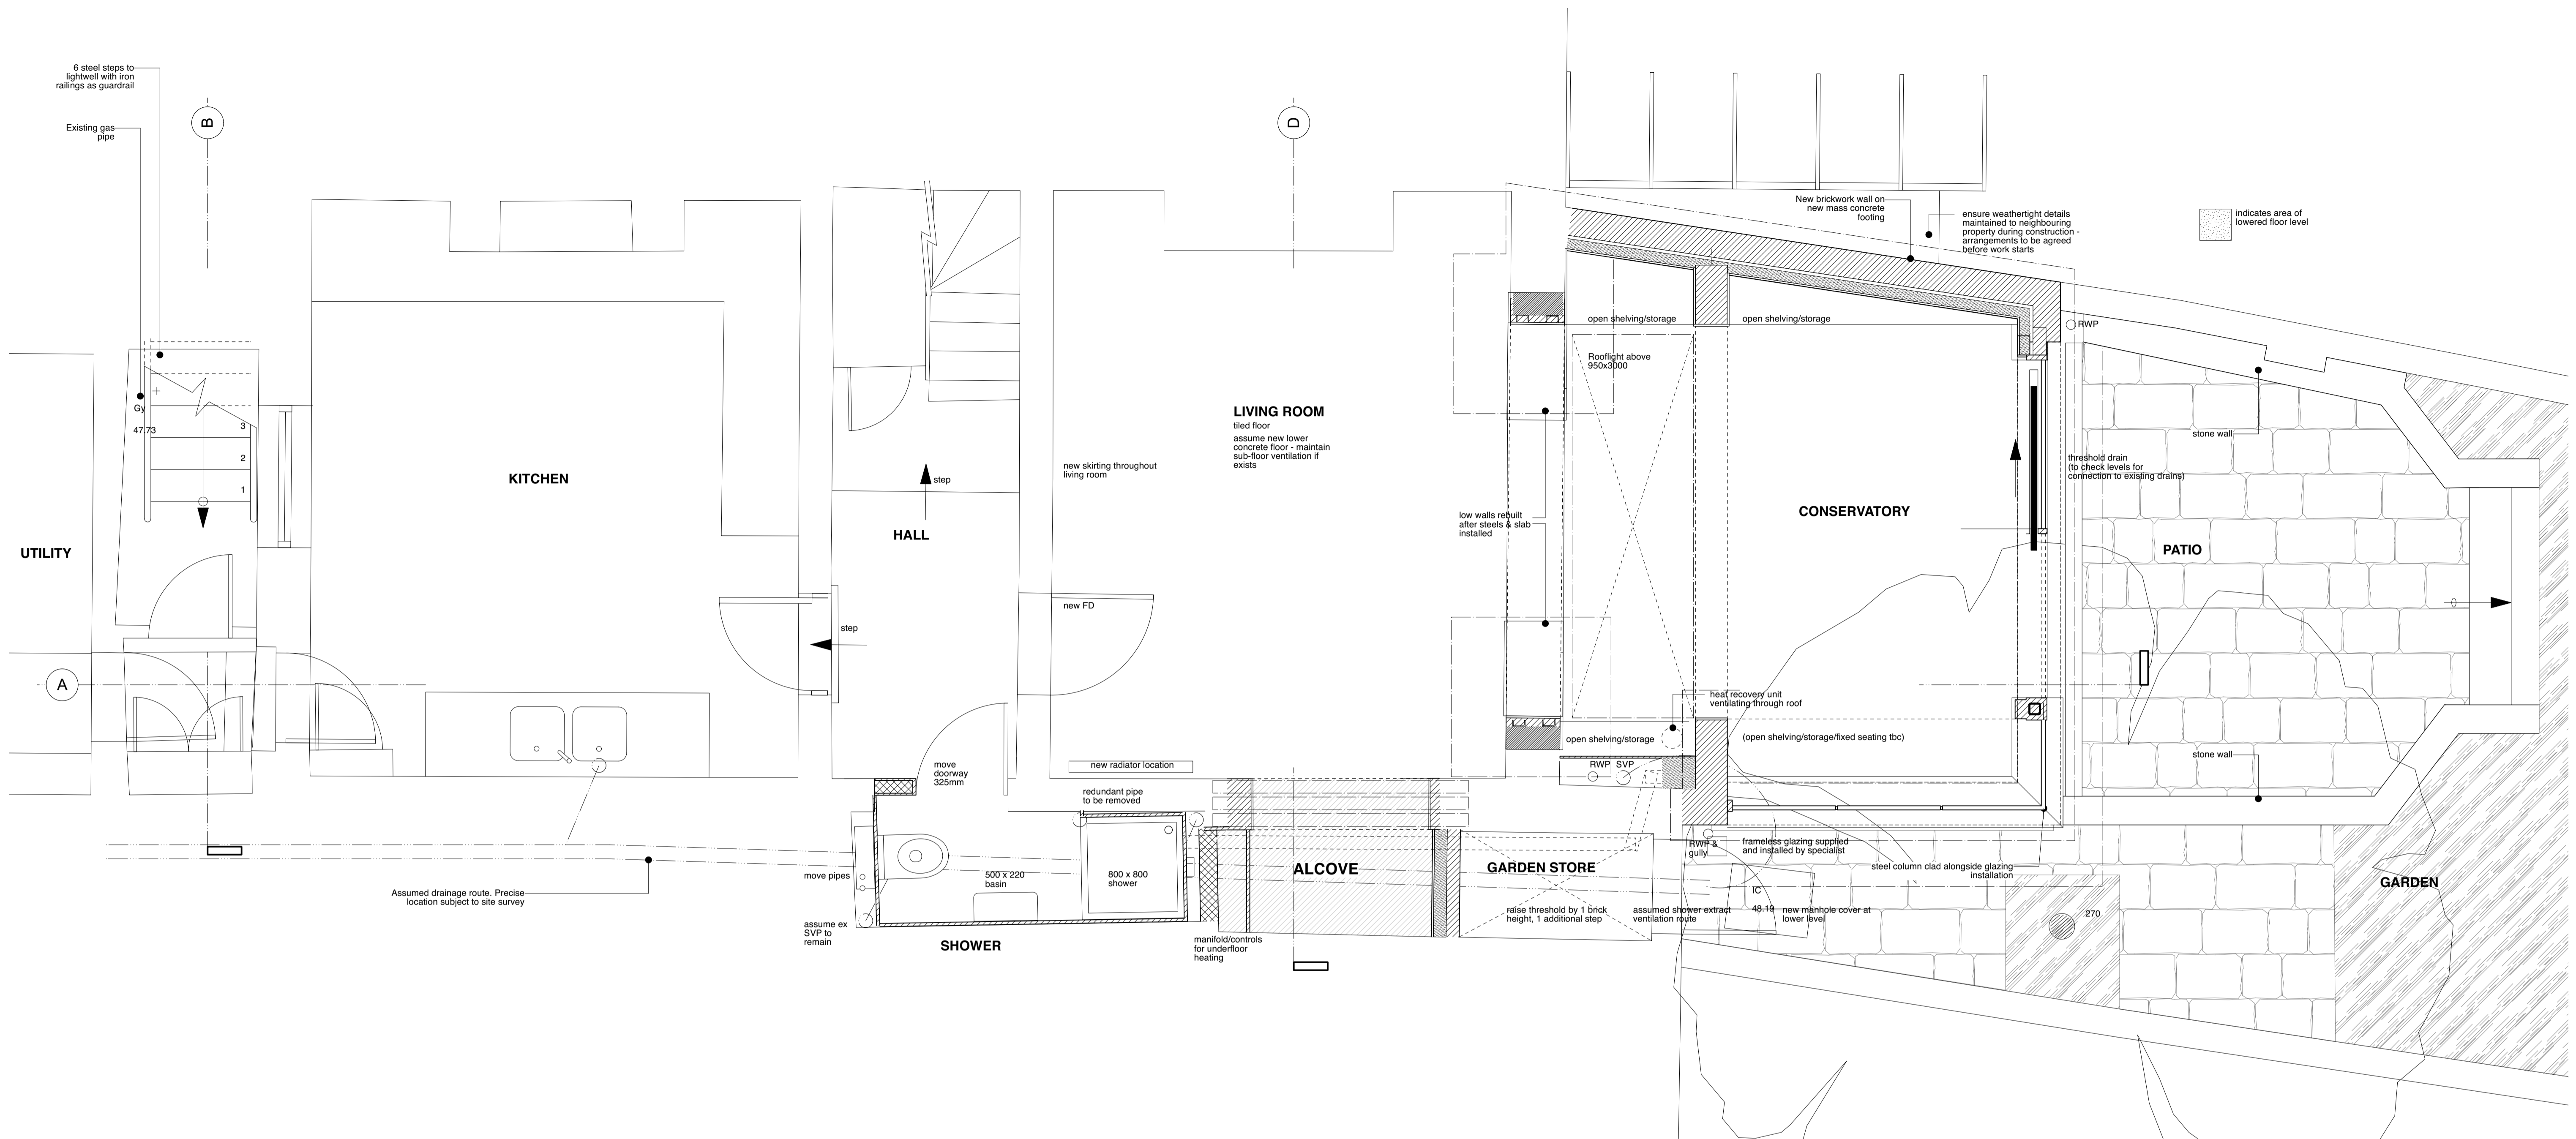 6 steel steps to
lightwell with iron
railings as guardrail
Existing gas
pipe
B
D
New brickwork wall on
new mass concrete
footing
ensure weathertight details
maintained to neighbouring
property during construction -
arrangements to be agreed
before work starts
indicates area of
lowered floor level
open shelving/storage
open shelving/storage
RWP
Rooflight above
950x3000
Gy
47.73
3
2
1
LIVING ROOM
tiled floor
assume new lower
concrete floor - maintain
sub-floor ventilation if
exists
stone wall
new skirting throughout
living room
threshold drain
(to check levels for
connection to existing drains)
KITCHEN
step
HALL
low walls rebuilt
after steels & slab
installed
CONSERVATORY
UTILITY
PATIO
new FD
step
A
heat recovery unit
ventilating through roof
open shelving/storage
(open shelving/storage/fixed seating tbc)
stone wall
move
doorway
325mm
new radiator location
RWP
SVP
redundant pipe
to be removed
RWP &
gully
frameless glazing supplied
and installed by specialist
steel column clad alongside glazing
installation
move pipes
500 x 220
basin
800 x 800
shower
ALCOVE
GARDEN STORE
GARDEN
Assumed drainage route. Precise
location subject to site survey
IC
48.19
raise threshold by 1 brick
height, 1 additional step
assumed shower extract
ventilation route
new manhole cover at
lower level
270
assume ex
SVP to
remain
SHOWER
manifold/controls
for underfloor
heating